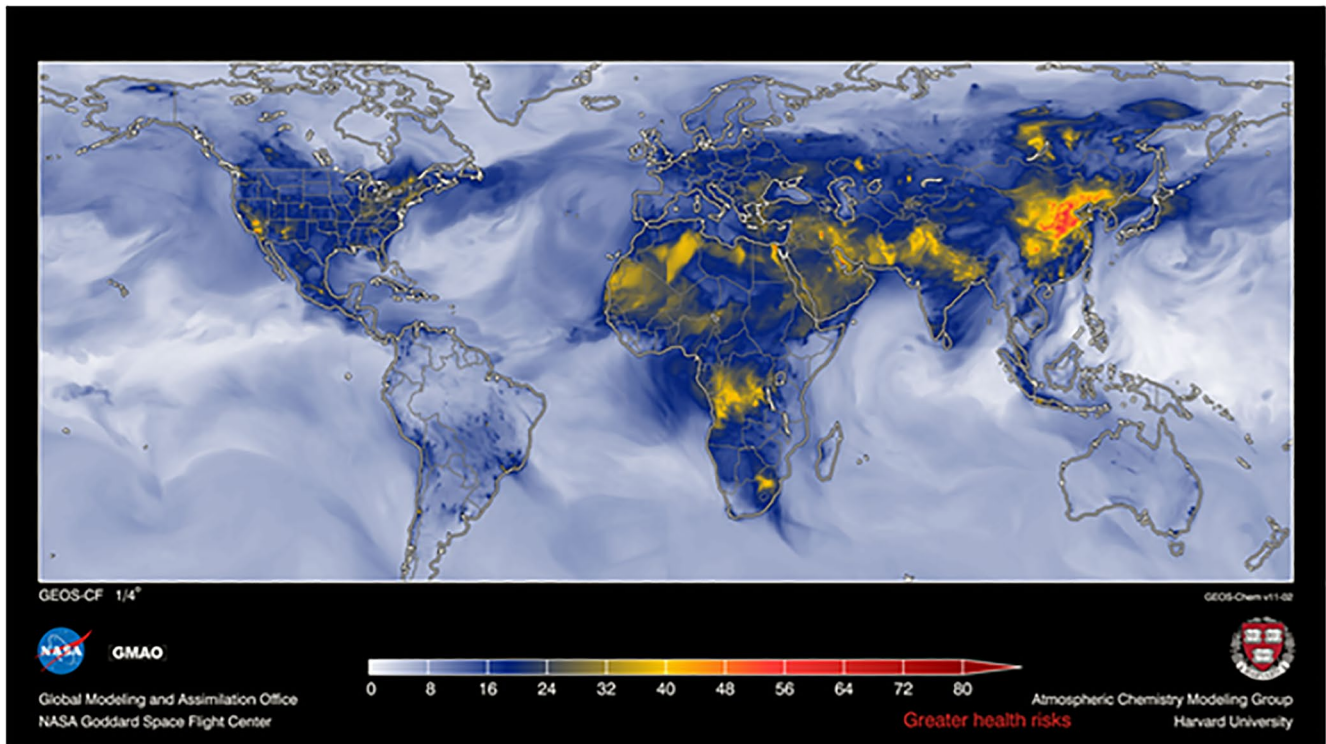 GEOS-CF 1/4°
GEOS-Chem v11-02
NASA
GMAO
0 8 16 24 32 40 48 56 64 72 80
Greater health risks
Global Modeling and Assimilation Office
NASA Goddard Space Flight Center
Atmospheric Chemistry Modeling Group
Harvard University